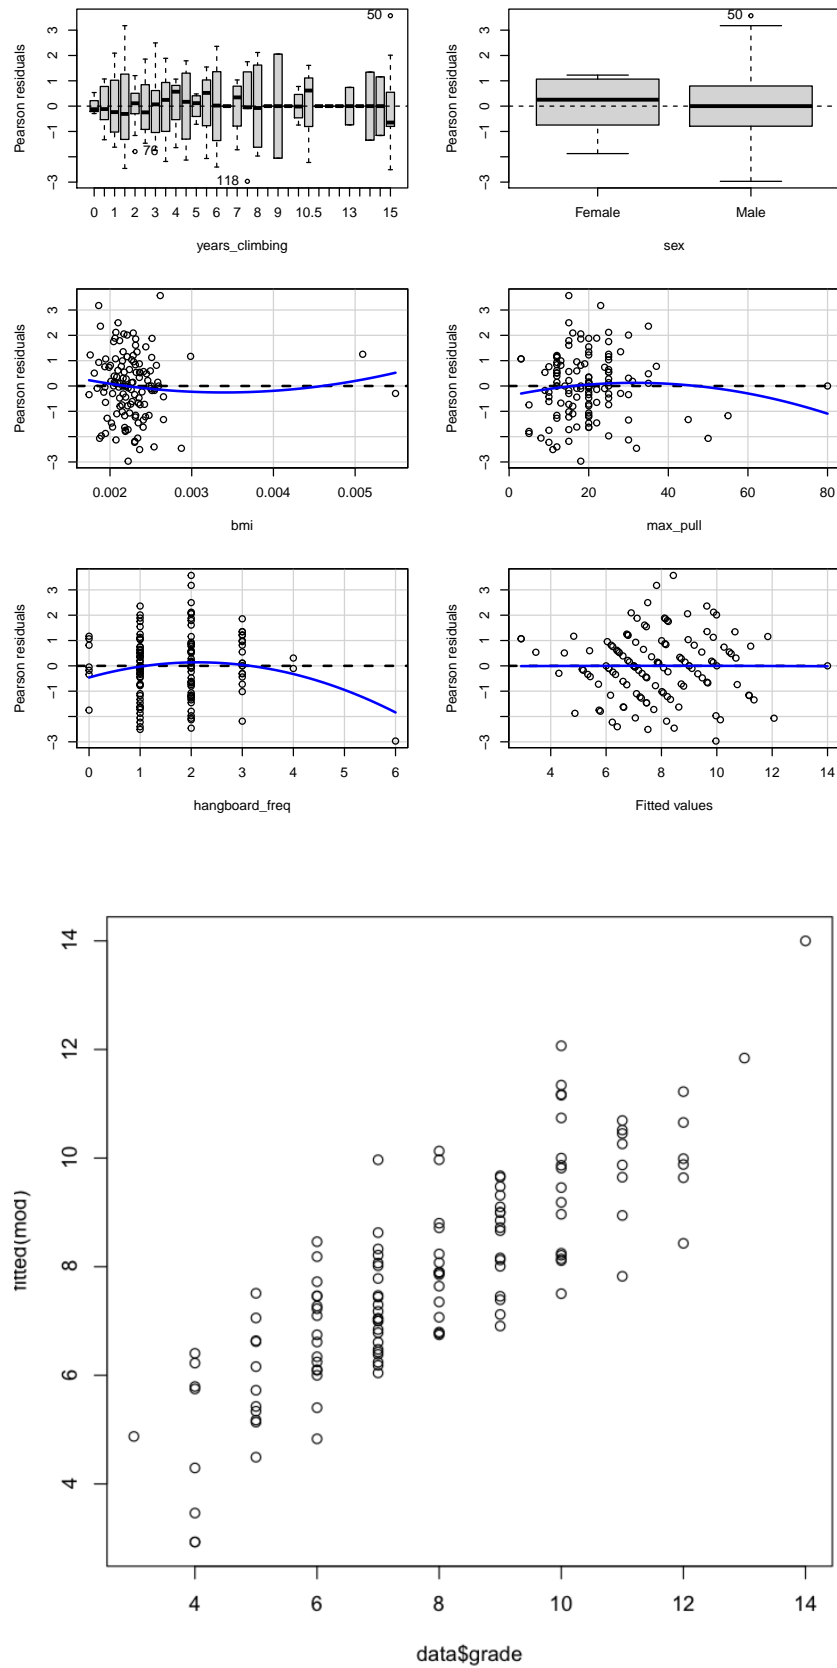 Pearson residuals
3
2
1
0
-1
-3
50
76
118
0 1 2 3 4 5 6 7 8 9 10.5 13 15
years_climbing
Pearson residuals
3
2
1
0
-1
-3
50
Female Male
sex
Pearson residuals
3
2
1
0
-1
-3
0.002 0.003 0.004 0.005
bmi
Pearson residuals
3
2
1
0
-1
-3
0 20 40 60 80
max_pull
Pearson residuals
3
2
1
0
-1
-3
0 1 2 3 4 5 6
hangboard_freq
Pearson residuals
3
2
1
0
-1
-3
4 6 8 10 12 14
Fitted values
fitted(mod)
14
12
10
8
6
4
4 6 8 10 12 14
data$grade